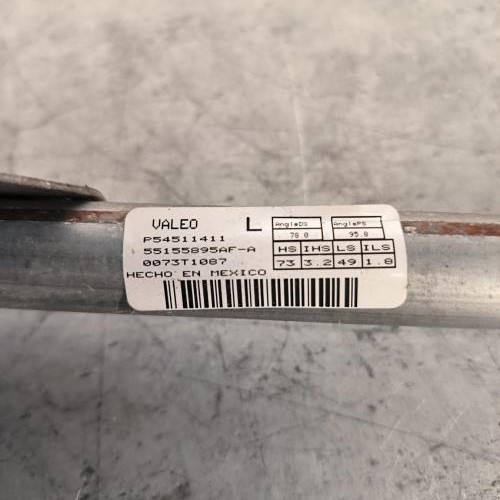 VALEO L
P54511411
55155895AF-A
0073T1087
HECHO EN MEXICO
AngleDS AnglePS
78.0 95.8
HS IHS LS ILS
73 3.2 49 1.8